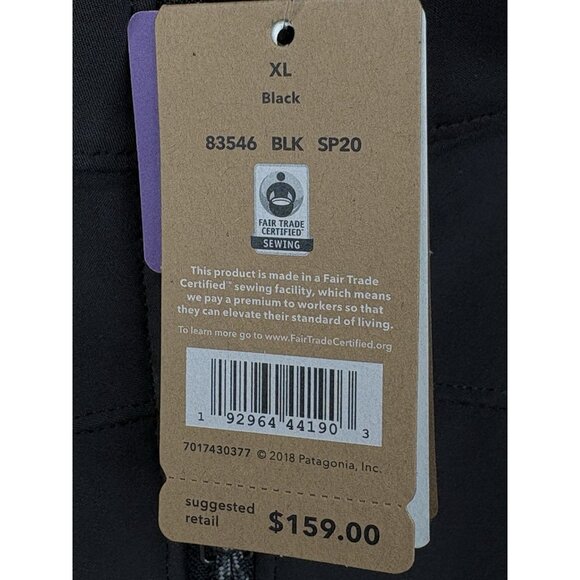 XL
Black
83546 BLK SP20
FAIR TRADE
CERTIFIED™
SEWING
This product is made in a Fair Trade
Certified™ sewing facility, which means
we pay a premium to workers so that
they can elevate their standard of living.
To learn more go to www.FairTradeCertified.org
1 92964 44190 3
7017430377 © 2018 Patagonia, Inc.
suggested
retail $159.00